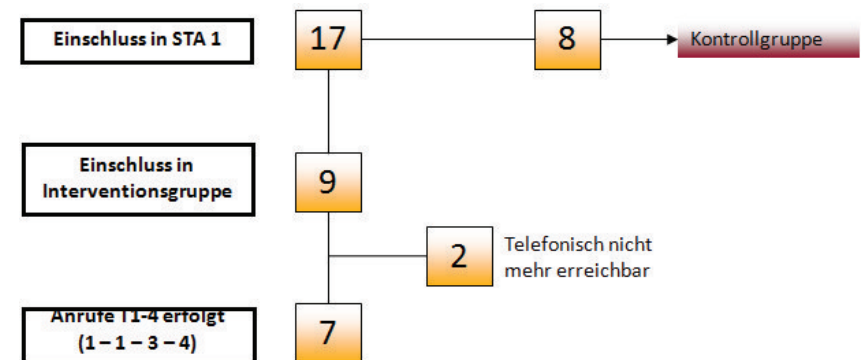 Einschluss in STA 1
17
8
Kontrollgruppe
Einschluss in
Interventionsgruppe
9
2
Telefonisch nicht
mehr erreichbar
Anrufe T1-4 erfolgt
(1 – 1 – 3 – 4)
7